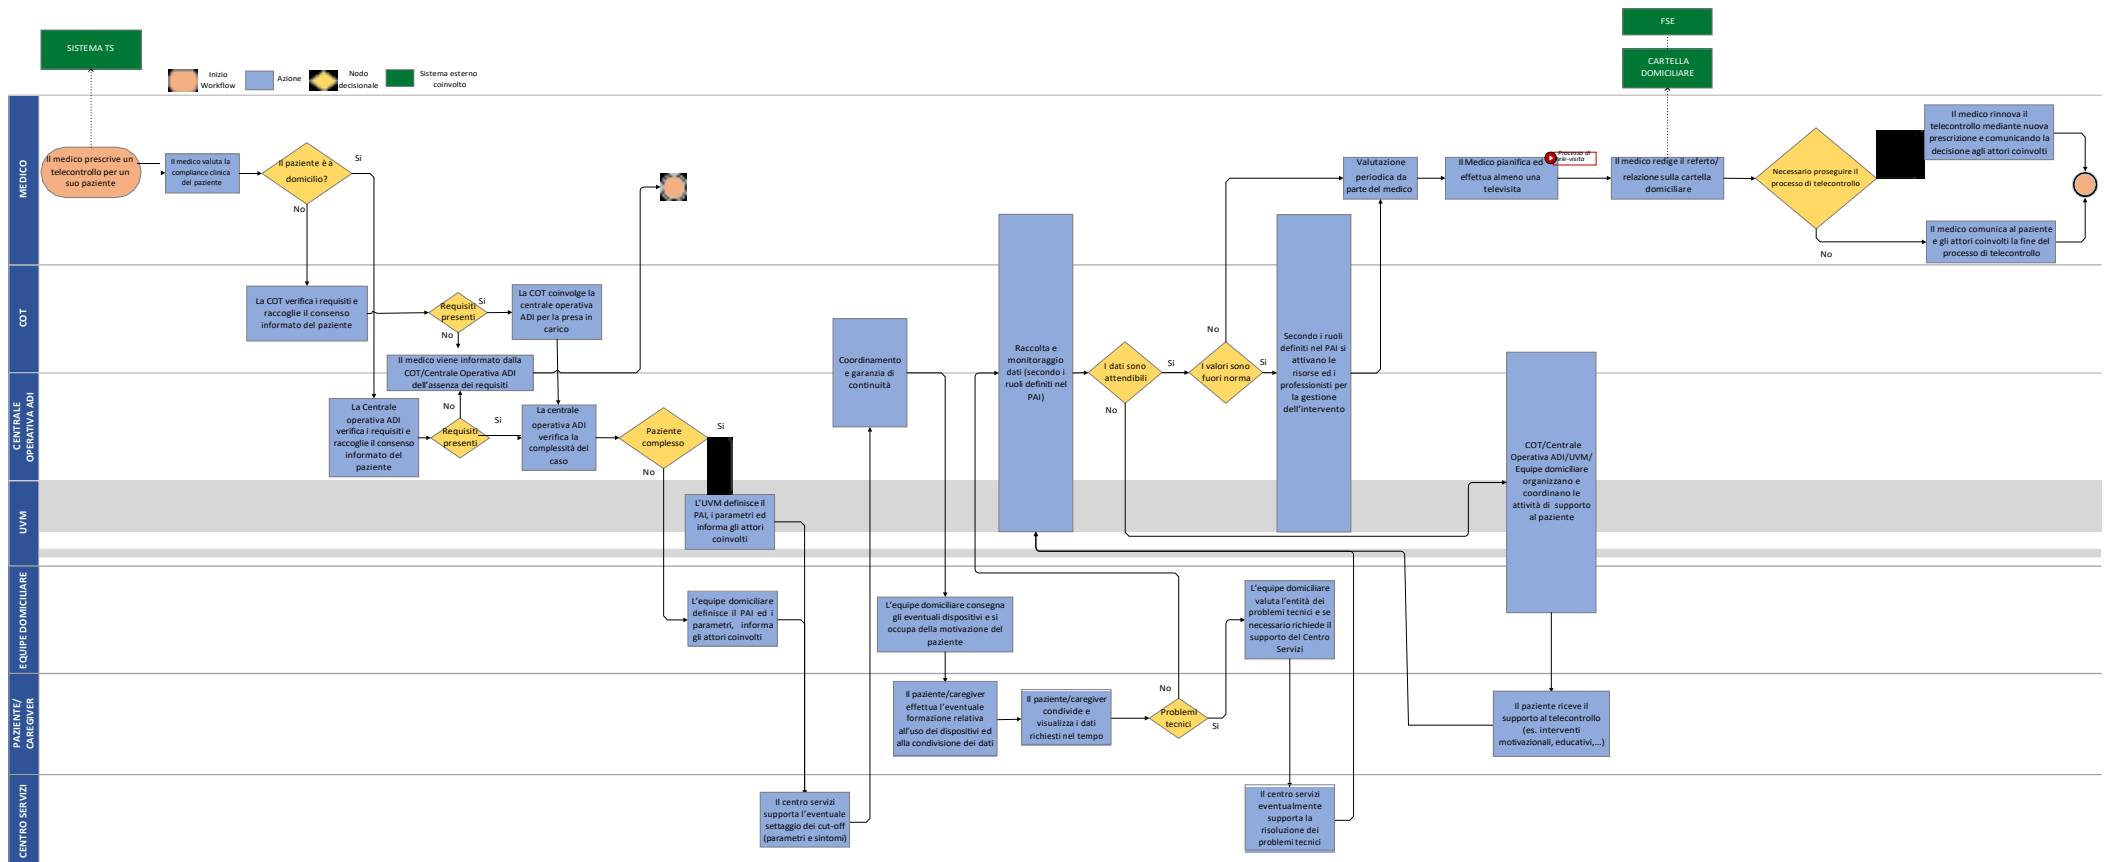 SISTEMA TS
Inizio
Workflow
Azione
Nodo
decisionale
Sistema esterno
coinvolto
FSE
CARTELLA
DOMICILIARE
MEDICO
Il medico prescrive un
telecontrollo per un
suo paziente
Il medico valuta la
compliance clinica
del paziente
Il paziente è a
domicilio?
Si
No
Valutazione
periodica da
parte del medico
Il Medico pianifica ed
effettua almeno una
televisita
Processo di
tele-visita
Il medico redige il referto/
relazione sulla cartella
domiciliare
Necessario proseguire il
processo di telecontrollo
No
Il medico rinnova il
telecontrollo mediante nuova
prescrizione e comunicando la
decisione agli attori coinvolti
Il medico comunica al paziente
e gli attori coinvolti la fine del
processo di telecontrollo
COT
La COT verifica i requisiti e
raccoglie il consenso
informato del paziente
Requisiti
presenti
Si
No
La COT coinvolge la
centrale operativa
ADI per la presa in
carico
Il medico viene informato dalla
COT/Centrale Operativa ADI
dell'assenza dei requisiti
Coordinamento
e garanzia di
continuità
Raccolta e
monitoraggio
dati (secondo i
ruoli definiti nel
PAI)
I dati sono
attendibili
Si
No
I valori sono
fuori norma
No
Si
Secondo i ruoli
definiti nel PAI si
attivano le
risorse ed i
professionisti per
la gestione
dell'intervento
CENTRALE
OPERATIVA ADI
La Centrale
operativa ADI
verifica i requisiti e
raccoglie il consenso
informato del
paziente
No
Requisiti
presenti
Si
La centrale
operativa ADI
verifica la
complessità del
caso
Paziente
complesso
Si
No
COT/Centrale
Operativa ADI/UVM/
Equipe domiciliare
organizzano e
coordinano le
attività di supporto
al paziente
UVM
L'UVM definisce il
PAI, i parametri ed
informa gli attori
coinvolti
EQUIPE DOMICILIARE
L'equipe domiciliare
definisce il PAI ed i
parametri, informa
gli attori coinvolti
L'equipe domiciliare consegna
gli eventuali dispositivi e si
occupa della motivazione del
paziente
L'equipe domiciliare
valuta l'entità dei
problemi tecnici e se
necessario richiede il
supporto del Centro
Servizi
PAZIENTE/
CAREGIVER
Il paziente/caregiver
effettua l'eventuale
formazione relativa
all'uso dei dispositivi ed
alla condivisione dei dati
Il paziente/caregiver
condivide e
visualizza i dati
richiesti nel tempo
No
Problemi
tecnici
Si
Il paziente riceve il
supporto al telecontrollo
(es. interventi
motivazionali, educativi,...)
CENTRO SERVIZI
Il centro servizi
supporta l'eventuale
settaggio dei cut-off
(parametri e sintomi)
Il centro servizi
eventualmente
supporta la
risoluzione dei
problemi tecnici